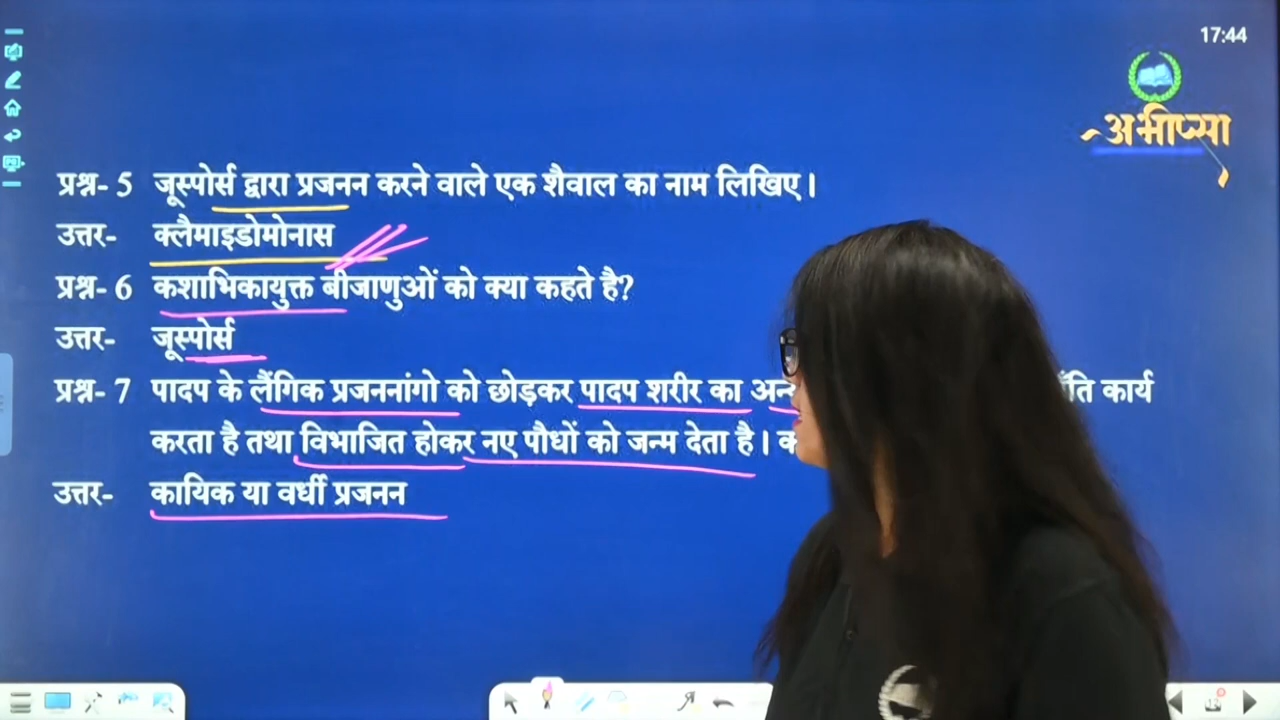 17:44
अभीप्सा
प्रश्न- 5 जूस्पोर्स द्वारा प्रजनन करने वाले एक शैवाल का नाम लिखिए।
उत्तर- क्लैमाइडोमोनास
प्रश्न- 6 कशाभिकायुक्त बीजाणुओं को क्या कहते है?
उत्तर- जूस्पोर्स
प्रश्न- 7 पादप के लैंगिक प्रजननांगो को छोड़कर पादप शरीर का कार्य
करता है तथा विभाजित होकर नए पौधों को जन्म देता है।
उत्तर- कायिक या वर्धी प्रजनन